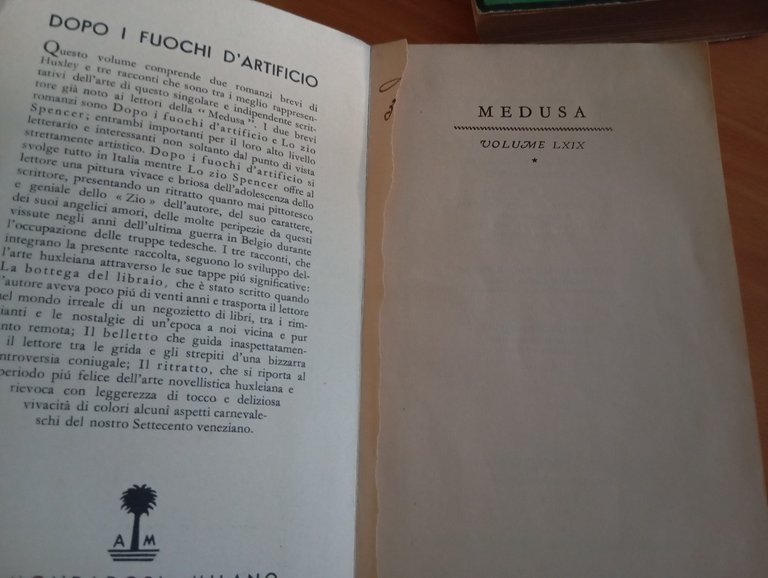 DOPO I FUOCHI D'ARTIFICIO
Questo volume comprende due romanzi brevi di
Huxley e tre racconti che sono tra i meglio rappresen-
tativi dell'arte di questo singolare e indipendente scrit-
tore già noto ai lettori della “Medusa”. I due brevi
romanzi sono Dopo i fuochi d'artificio e Lo zio
Spencer; entrambi importanti per il loro alto livello
letterario e interessanti non soltanto dal punto di vista
strettamente artistico. Dopo i fuochi d'artificio si
svolge tutto in Italia mentre Lo zio Spencer offre al
lettore una pittura vivace e briosa dell'adolescenza dello
scrittore, presentando un ritratto quanto mai pittoresco
e geniale dello « Zio » dell'autore, del suo carattere,
dei suoi angelici amori, delle molte peripezie da questi
vissute negli anni dell'ultima guerra in Belgio durante
l'occupazione delle truppe tedesche. I tre racconti, che
integrano la presente raccolta, seguono lo sviluppo del-
l'arte huxleiana attraverso le sue tappe piú significative:
La bottega del libraio, che è stato scritto quando
l'autore aveva poco piú di venti anni e trasporta il lettore
nel mondo irreale di un negozietto di libri, tra i rim-
pianti e le nostalgie di un'epoca a noi vicina e pur
anto remota; Il belletto che guida inaspettatamen-
il lettore tra le grida e gli strepiti d'una bizzarra
ontroversia coniugale; Il ritratto, che si riporta al
periodo piú felice dell'arte novellistica huxleiana e
rievoca con leggerezza di tocco e deliziosa
vivacità di colori alcuni aspetti carnevale-
schi del nostro Settecento veneziano.
A M
MEDUSA
VOLUME LXIX
*